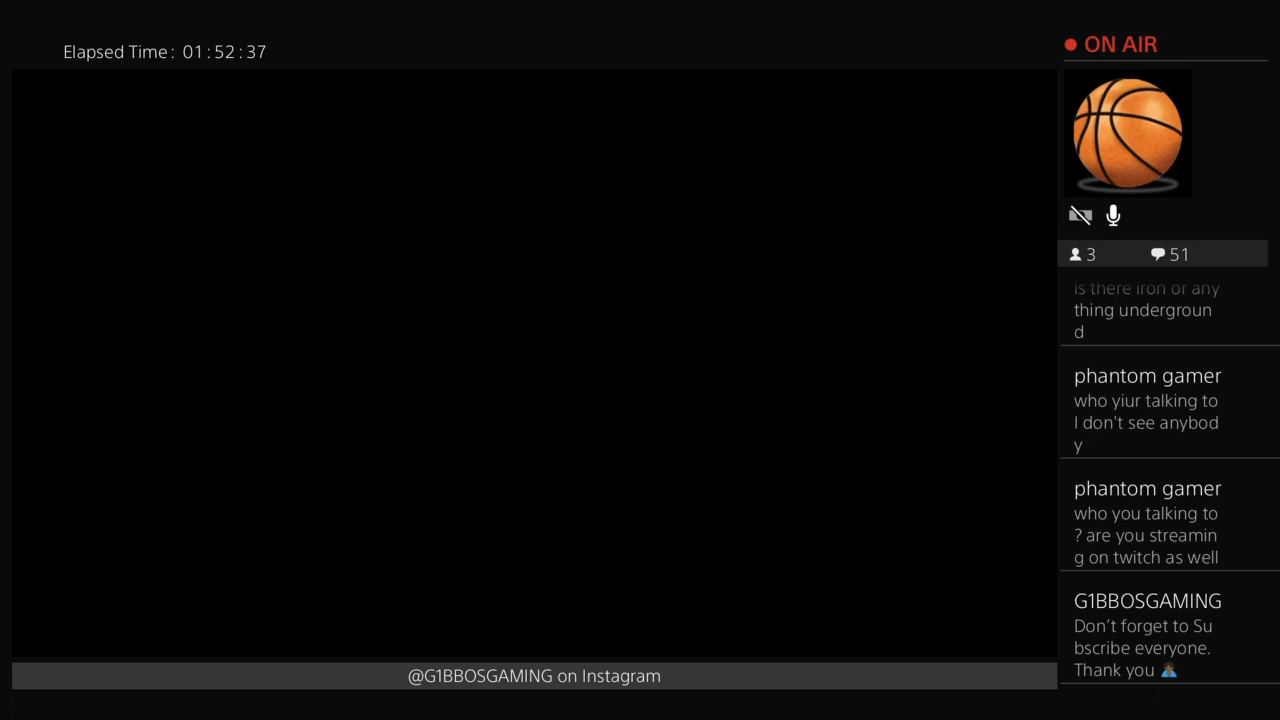 Elapsed Time: 01:52:37
ON AIR
3 51
is there iron or any
thing undergroun
d
phantom gamer
who yiur talking to
I don't see anybod
y
phantom gamer
who you talking to
? are you streamin
g on twitch as well
G1BBOSGAMING
Don’t forget to Su
bscribe everyone.
Thank you
@G1BBOSGAMING on Instagram